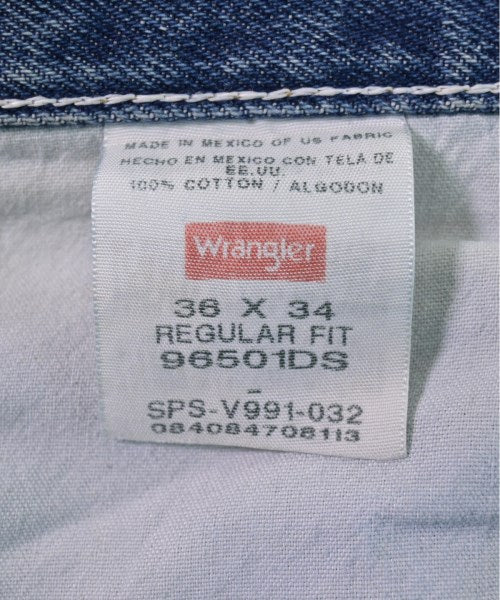 MADE IN MEXICO OF US FABRIC
HECHO EN MEXICO CON TELA DE
EE.UU.
100% COTTON / ALGODON
Wrangler
36 X 34
REGULAR FIT
96501DS
-
SPS-V991-032
084084708113